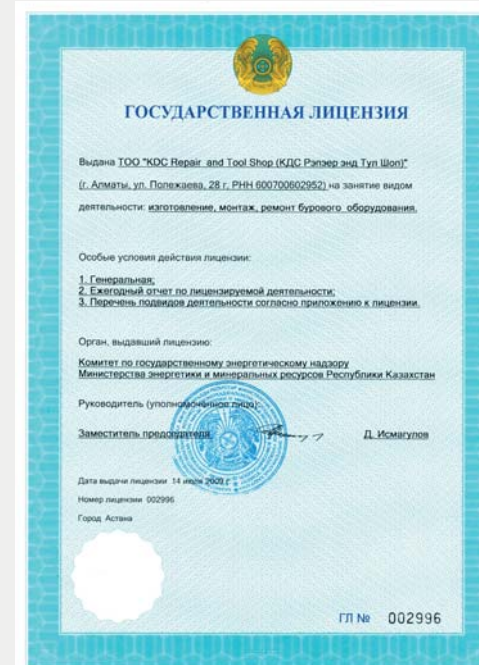 ГОСУДАРСТВЕННАЯ ЛИЦЕНЗИЯ
Выдана ТОО "KDC Repair and Tool Shop (КДС Рэпэер энд Тул Шоп)"
(г. Алматы, ул. Полежаева, 28 г, РНН 600700602952) на занятие видом
деятельности: изготовление, монтаж, ремонт бурового оборудования.
Особые условия действия лицензии:
1. Генеральная;
2. Ежегодный отчет по лицензируемой деятельности;
3. Перечень подвидов деятельности согласно приложению к лицензии.
Орган, выдавший лицензию:
Комитет по государственному энергетическому надзору
Министерства энергетики и минеральных ресурсов Республики Казахстан
Руководитель (уполномоченное лицо):
Заместитель председателя Д. Исмагулов
Дата выдачи лицензии 14 июля 2009 г.
Номер лицензии 002996
Город Астана
ГЛ № 002996